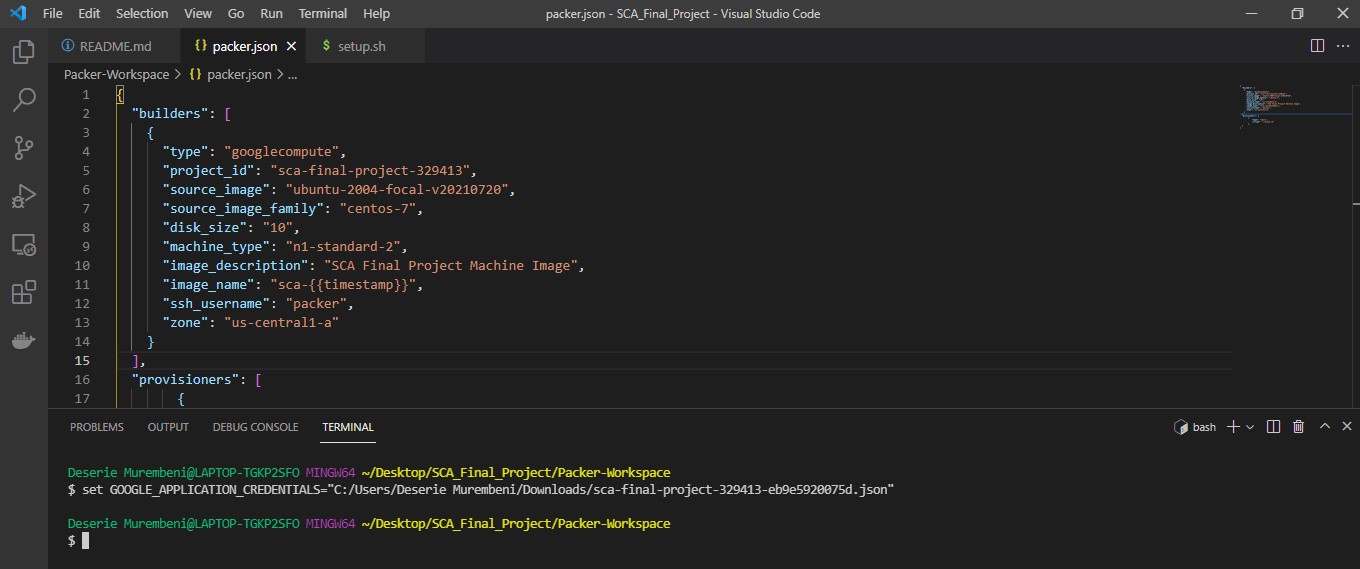 File Edit Selection View Go Run Terminal Help packer.json - SCA_Final_Project - Visual Studio Code
README.md {} packer.json × $ setup.sh
Packer-Workspace > {} packer.json > ...
1 {
2 "builders": [
3 {
4 "type": "googlecompute",
5 "project_id": "sca-final-project-329413",
6 "source_image": "ubuntu-2004-focal-v20210720",
7 "source_image_family": "centos-7",
8 "disk_size": "10",
9 "machine_type": "n1-standard-2",
10 "image_description": "SCA Final Project Machine Image",
11 "image_name": "sca-{{timestamp}}",
12 "ssh_username": "packer",
13 "zone": "us-central1-a"
14 }
15 ],
16 "provisioners": [
17 {
PROBLEMS OUTPUT DEBUG CONSOLE TERMINAL bash
Deserie Murembeni@LAPTOP-TGKP2SFO MINGW64 ~/Desktop/SCA_Final_Project/Packer-Workspace
$ set GOOGLE_APPLICATION_CREDENTIALS="C:/Users/Deserie Murembeni/Downloads/sca-final-project-329413-eb9e5920075d.json"
Deserie Murembeni@LAPTOP-TGKP2SFO MINGW64 ~/Desktop/SCA_Final_Project/Packer-Workspace
$